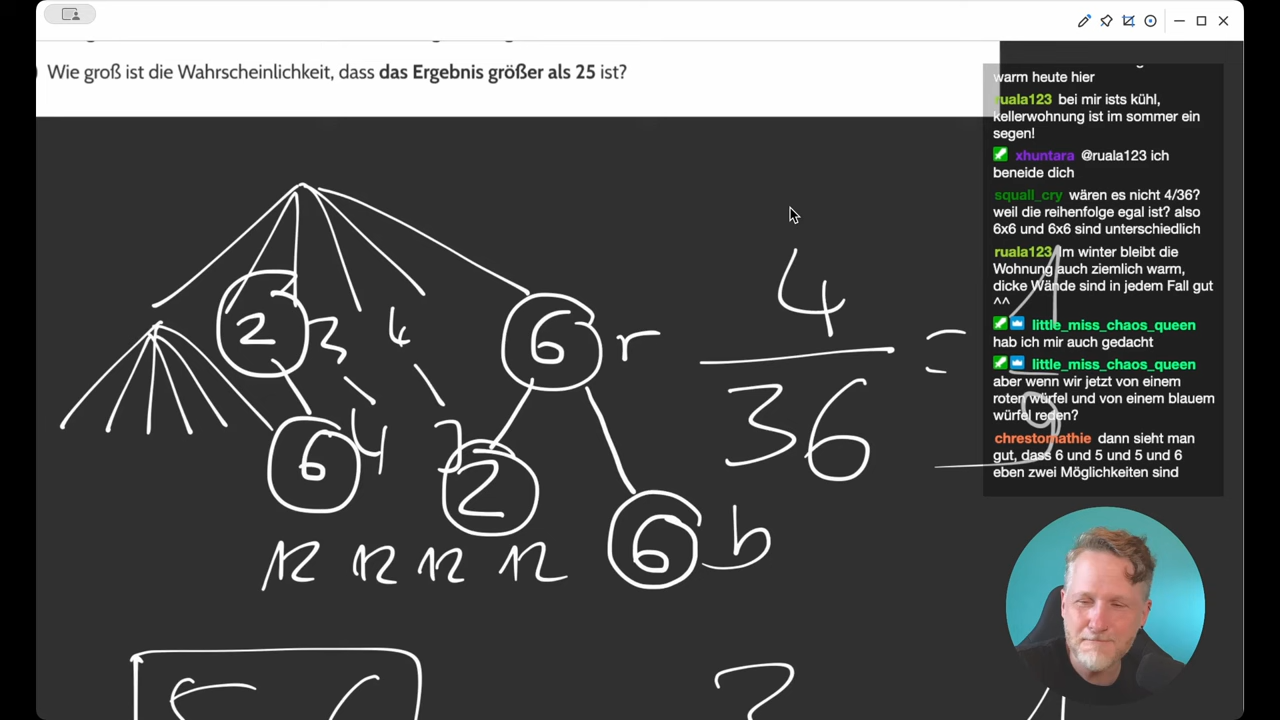 Wie groß ist die Wahrscheinlichkeit, dass das Ergebnis größer als 25 ist?
warm heute hier
ruala123 bei mir ists kühl,
kellerwohnung ist im sommer ein
segen!
xhuntara @ruala123 ich
beneide dich
squall_cry wären es nicht 4/36?
weil die reihenfolge egal ist? also
6x6 und 6x6 sind unterschiedlich
ruala123 Im winter bleibt die
Wohnung auch ziemlich warm,
dicke Wände sind in jedem Fall gut
^^
little_miss_chaos_queen
hab ich mir auch gedacht
little_miss_chaos_queen
aber wenn wir jetzt von einem
roten würfel und von einem blauem
würfel reden?
chrestomathie dann sieht man
gut, dass 6 und 5 und 5 und 6
eben zwei Möglichkeiten sind
2 3 4 6 r
6 4 3 2 6 b
12 12 12 12
4
36
=
1
9